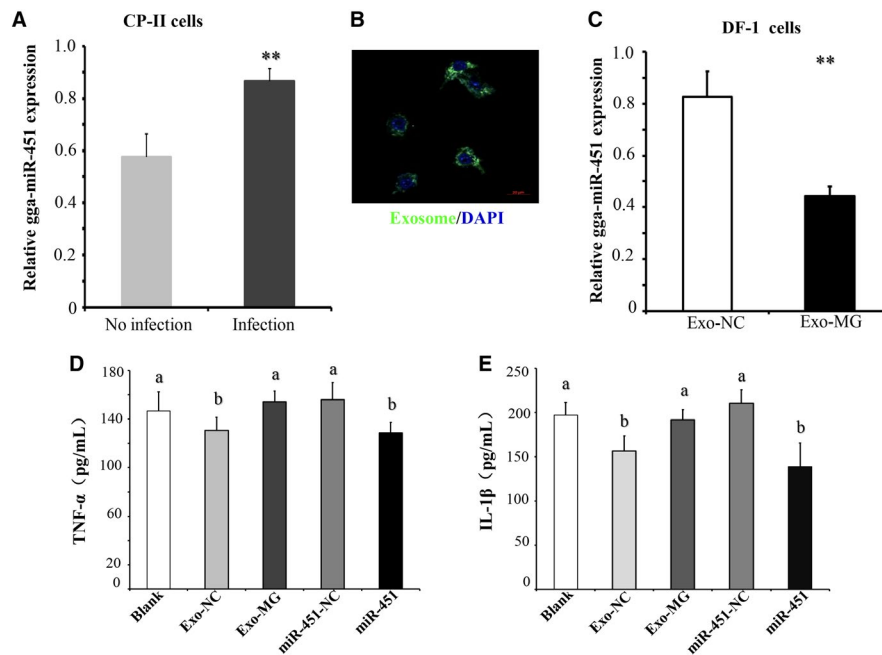 A
CP-II cells
Relative gga-miR-451 expression
1.0
0.8
0.6
0.4
0.2
0
**
No infection
Infection
B
Exosome/DAPI
C
DF-1 cells
Relative gga-miR-451 expression
1.0
0.8
0.6
0.4
0.2
0
**
Exo-NC
Exo-MG
D
TNF-α (pg/mL)
180
140
100
60
20
0
a
b
a
a
b
Blank
Exo-NC
Exo-MG
miR-451-NC
miR-451
E
IL-1β (pg/mL)
250
200
150
100
50
0
a
b
a
a
b
Blank
Exo-NC
Exo-MG
miR-451-NC
miR-451